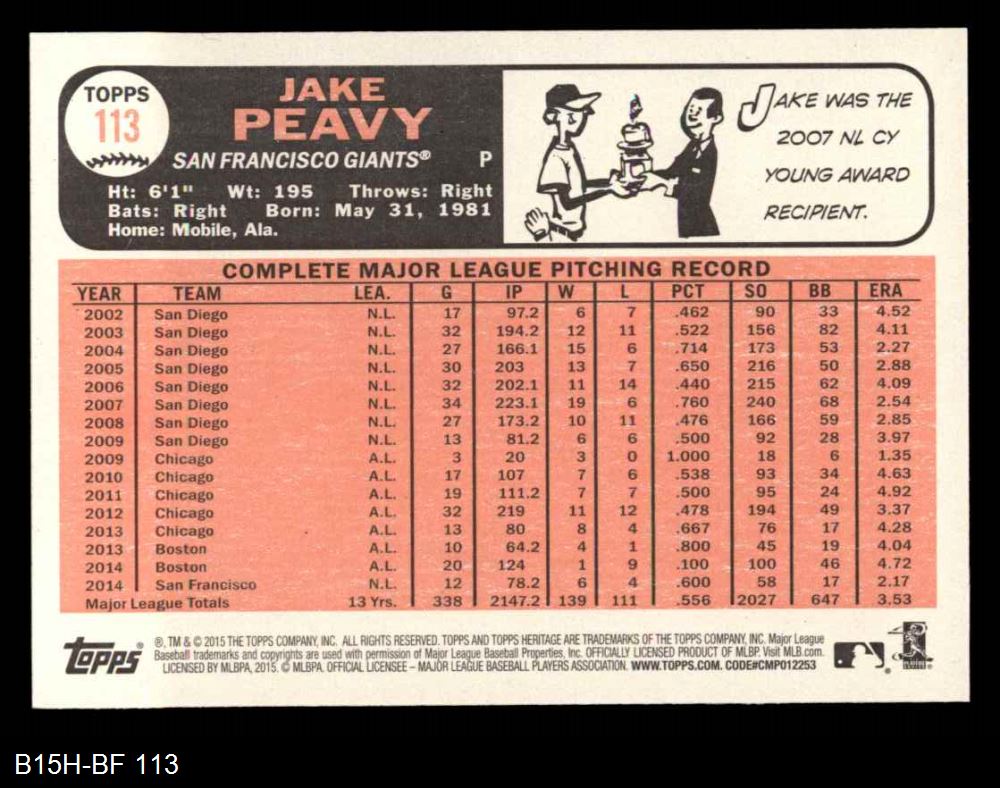 TOPPS
113
JAKE
PEAVY
SAN FRANCISCO GIANTS® P
Ht: 6'1" Wt: 195 Throws: Right
Bats: Right Born: May 31, 1981
Home: Mobile, Ala.
JAKE WAS THE
2007 NL CY
YOUNG AWARD
RECIPIENT.
COMPLETE MAJOR LEAGUE PITCHING RECORD
YEAR TEAM LEA. G IP W L PCT SO BB ERA
2002 San Diego N.L. 17 97.2 6 7 .462 90 33 4.52
2003 San Diego N.L. 32 194.2 12 11 .522 156 82 4.11
2004 San Diego N.L. 27 166.1 15 6 .714 173 53 2.27
2005 San Diego N.L. 30 203 13 7 .650 216 50 2.88
2006 San Diego N.L. 32 202.1 11 14 .440 215 62 4.09
2007 San Diego N.L. 34 223.1 19 6 .760 240 68 2.54
2008 San Diego N.L. 27 173.2 10 11 .476 166 59 2.85
2009 San Diego N.L. 13 81.2 6 6 .500 92 28 3.97
2009 Chicago A.L. 3 20 3 0 1.000 18 6 1.35
2010 Chicago A.L. 17 107 7 6 .538 93 34 4.63
2011 Chicago A.L. 19 111.2 7 7 .500 95 24 4.92
2012 Chicago A.L. 32 219 11 12 .478 194 49 3.37
2013 Chicago A.L. 13 80 8 4 .667 76 17 4.28
2013 Boston A.L. 10 64.2 4 1 .800 45 19 4.04
2014 Boston A.L. 20 124 1 9 .100 100 46 4.72
2014 San Francisco N.L. 12 78.2 6 4 .600 58 17 2.17
Major League Totals 13 Yrs. 338 2147.2 139 111 .556 2027 647 3.53
Topps
®, TM & © 2015 THE TOPPS COMPANY, INC. ALL RIGHTS RESERVED. TOPPS AND TOPPS HERITAGE ARE TRADEMARKS OF THE TOPPS COMPANY, INC. Major League
Baseball trademarks and copyrights are used with permission of Major League Baseball Properties, Inc. OFFICIALLY LICENSED PRODUCT OF MLBP. Visit MLB.com.
LICENSED BY MLBPA, 2015. © MLBPA. OFFICIAL LICENSEE – MAJOR LEAGUE BASEBALL PLAYERS ASSOCIATION. WWW.TOPPS.COM. CODE#CMP012253
B15H-BF 113